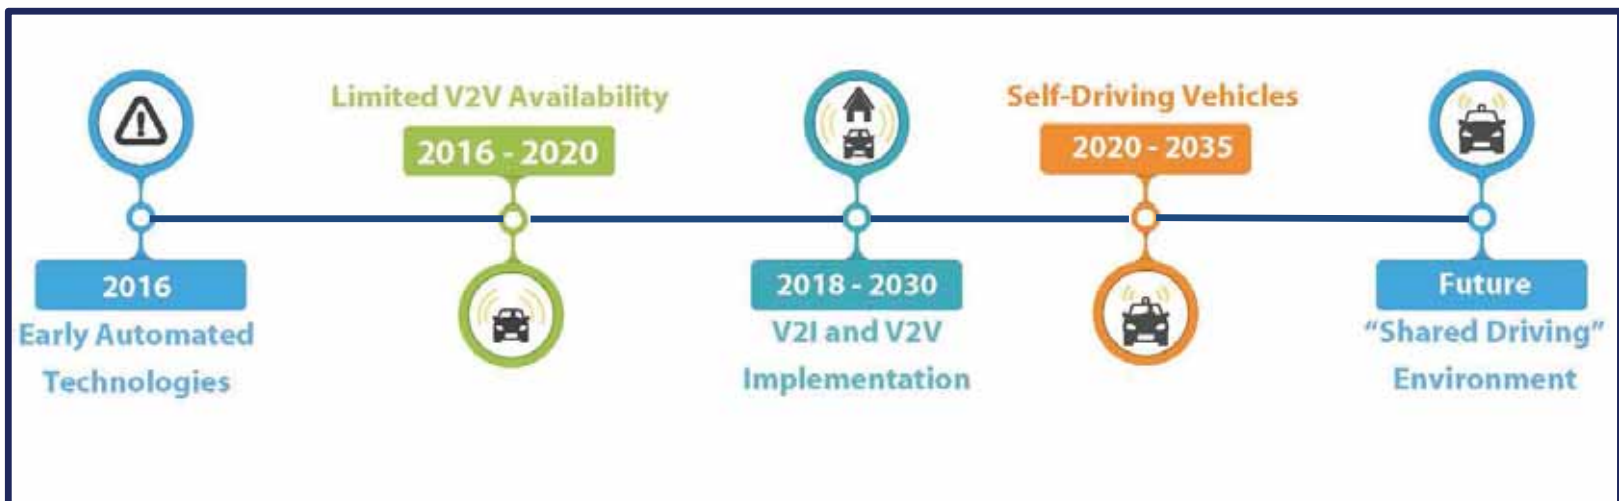 2016
Early Automated
Technologies
Limited V2V Availability
2016 - 2020
2018 - 2030
V2I and V2V
Implementation
Self-Driving Vehicles
2020 - 2035
Future
“Shared Driving”
Environment